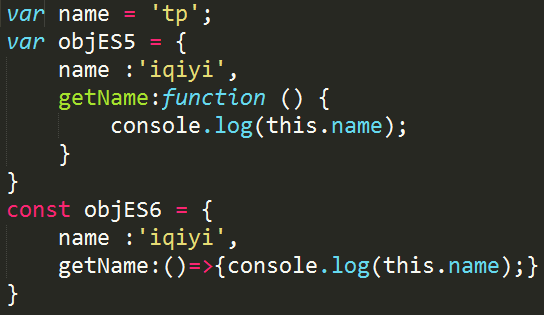 var name = 'tp';
var objES5 = {
    name :'iqiyi',
    getName:function () {
        console.log(this.name);
    }
}
const objES6 = {
    name :'iqiyi',
    getName:()=>{console.log(this.name);}
}